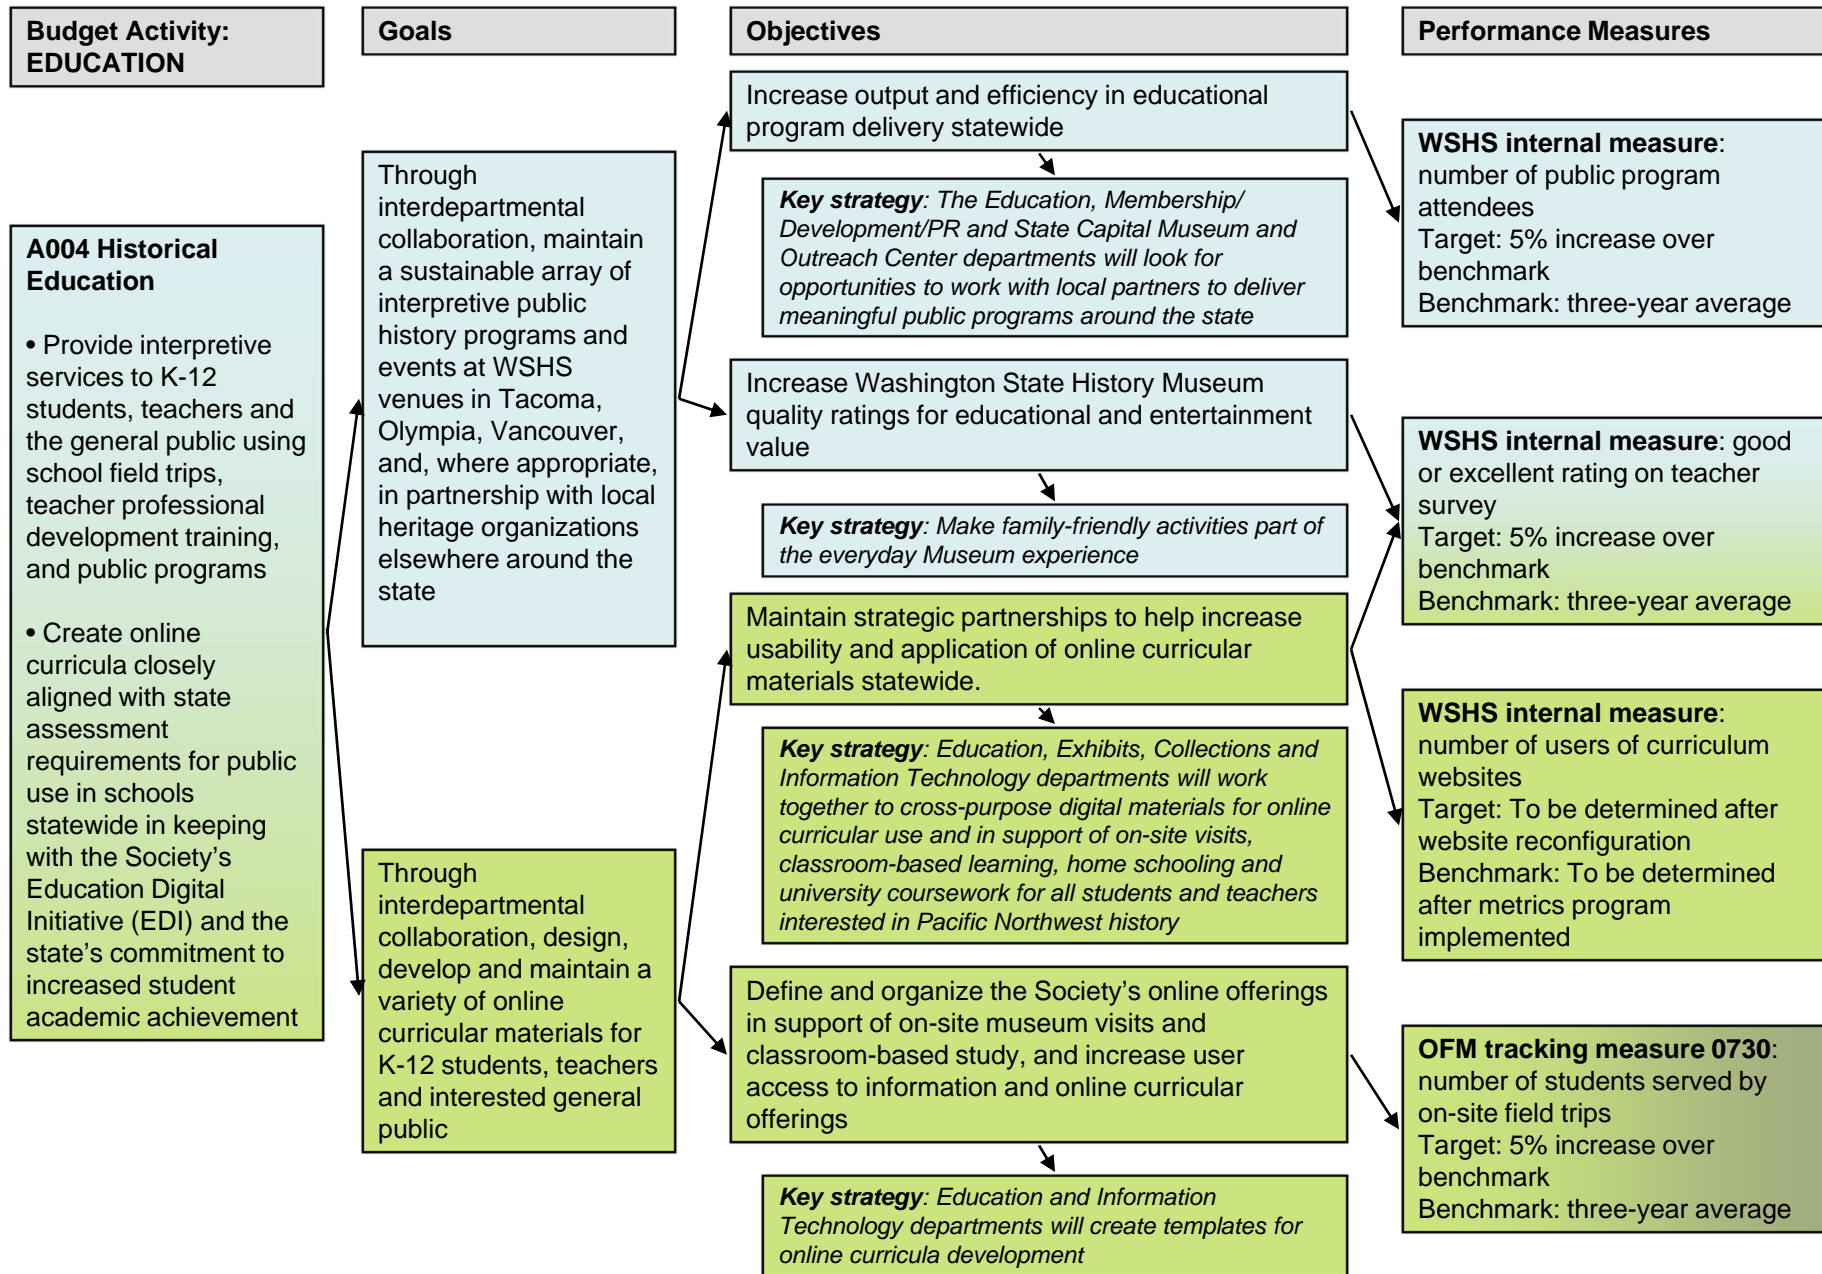 Budget Activity:
EDUCATION
A004 Historical
Education
• Provide interpretive
services to K-12
students, teachers and
the general public using
school field trips,
teacher professional
development training,
and public programs
• Create online
curricula closely
aligned with state
assessment
requirements for public
use in schools
statewide in keeping
with the Society’s
Education Digital
Initiative (EDI) and the
state’s commitment to
increased student
academic achievement
Goals
Through
interdepartmental
collaboration, maintain
a sustainable array of
interpretive public
history programs and
events at WSHS
venues in Tacoma,
Olympia, Vancouver,
and, where appropriate,
in partnership with local
heritage organizations
elsewhere around the
state
Through
interdepartmental
collaboration, design,
develop and maintain a
variety of online
curricular materials for
K-12 students, teachers
and interested general
public
Objectives
Increase output and efficiency in educational
program delivery statewide
Key strategy: The Education, Membership/
Development/PR and State Capital Museum and
Outreach Center departments will look for
opportunities to work with local partners to deliver
meaningful public programs around the state
Increase Washington State History Museum
quality ratings for educational and entertainment
value
Key strategy: Make family-friendly activities part of
the everyday Museum experience
Maintain strategic partnerships to help increase
usability and application of online curricular
materials statewide.
Key strategy: Education, Exhibits, Collections and
Information Technology departments will work
together to cross-purpose digital materials for online
curricular use and in support of on-site visits,
classroom-based learning, home schooling and
university coursework for all students and teachers
interested in Pacific Northwest history
Define and organize the Society’s online offerings
in support of on-site museum visits and
classroom-based study, and increase user
access to information and online curricular
offerings
Key strategy: Education and Information
Technology departments will create templates for
online curricula development
Performance Measures
WSHS internal measure:
number of public program
attendees
Target: 5% increase over
benchmark
Benchmark: three-year average
WSHS internal measure: good
or excellent rating on teacher
survey
Target: 5% increase over
benchmark
Benchmark: three-year average
WSHS internal measure:
number of users of curriculum
websites
Target: To be determined after
website reconfiguration
Benchmark: To be determined
after metrics program
implemented
OFM tracking measure 0730:
number of students served by
on-site field trips
Target: 5% increase over
benchmark
Benchmark: three-year average